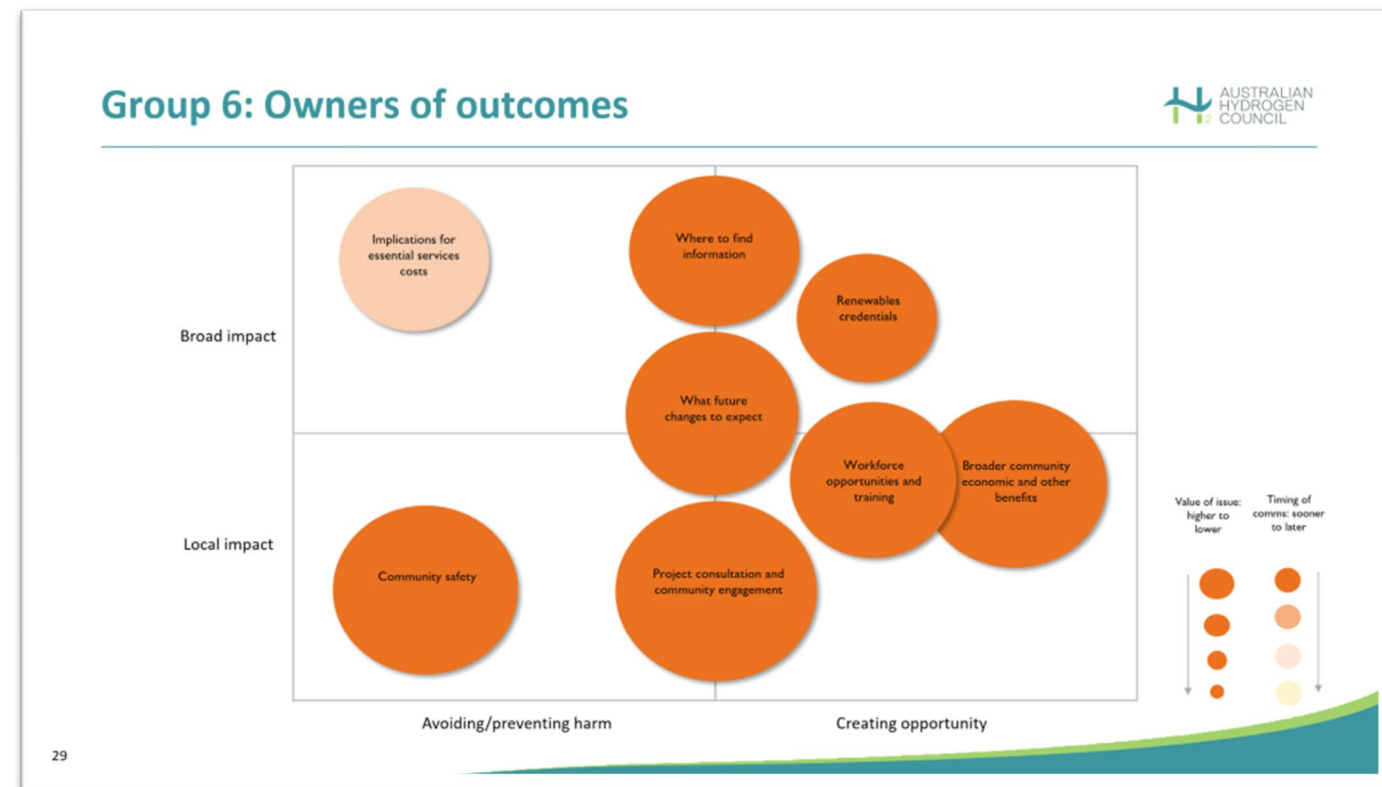 Group 6: Owners of outcomes
AUSTRALIAN
HYDROGEN
COUNCIL
H2
Implications for
essential services
costs
Where to find
information
Renewables
credentials
Broad impact
What future
changes to expect
Workforce
opportunities and
training
Broader community
economic and other
benefits
Local impact
Community safety
Project consultation and
community engagement
Value of issue:
higher to
lower
Timing of
comms: sooner
to later
Avoiding/preventing harm
Creating opportunity
29